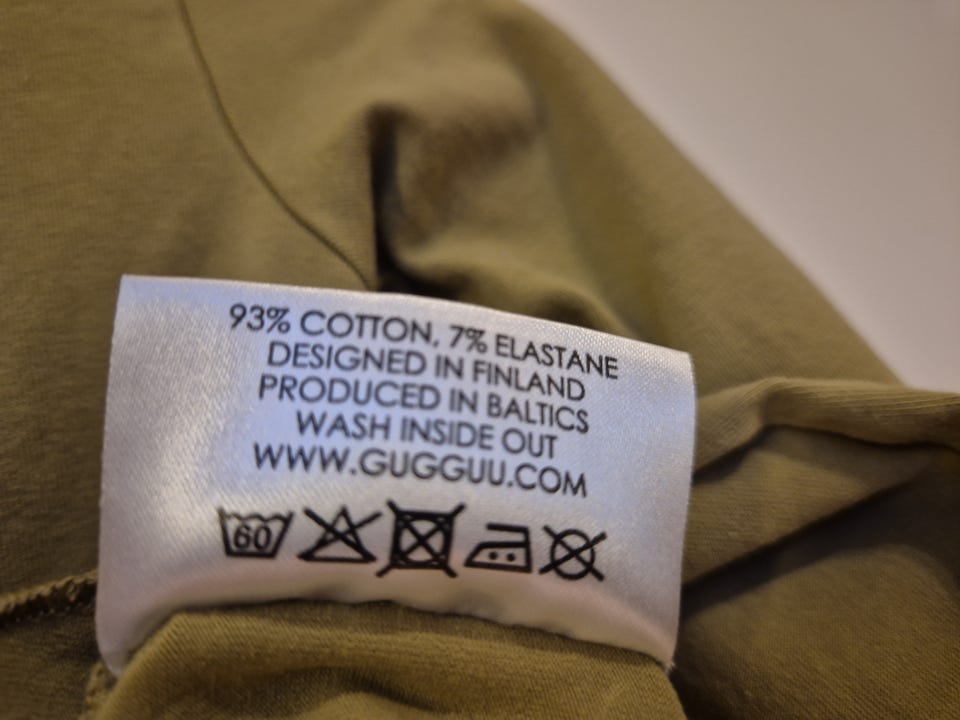 93% COTTON, 7% ELASTANE
DESIGNED IN FINLAND
PRODUCED IN BALTICS
WASH INSIDE OUT
WWW.GUGGUU.COM
60